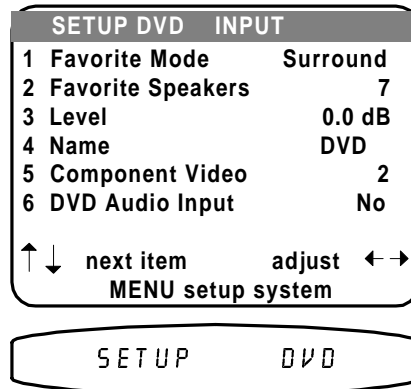 SETUP DVD INPUT
1 Favorite Mode Surround
2 Favorite Speakers 7
3 Level 0.0 dB
4 Name DVD
5 Component Video 2
6 DVD Audio Input No
↑ ↓ next item adjust ← →
MENU setup system
SETUP DVD